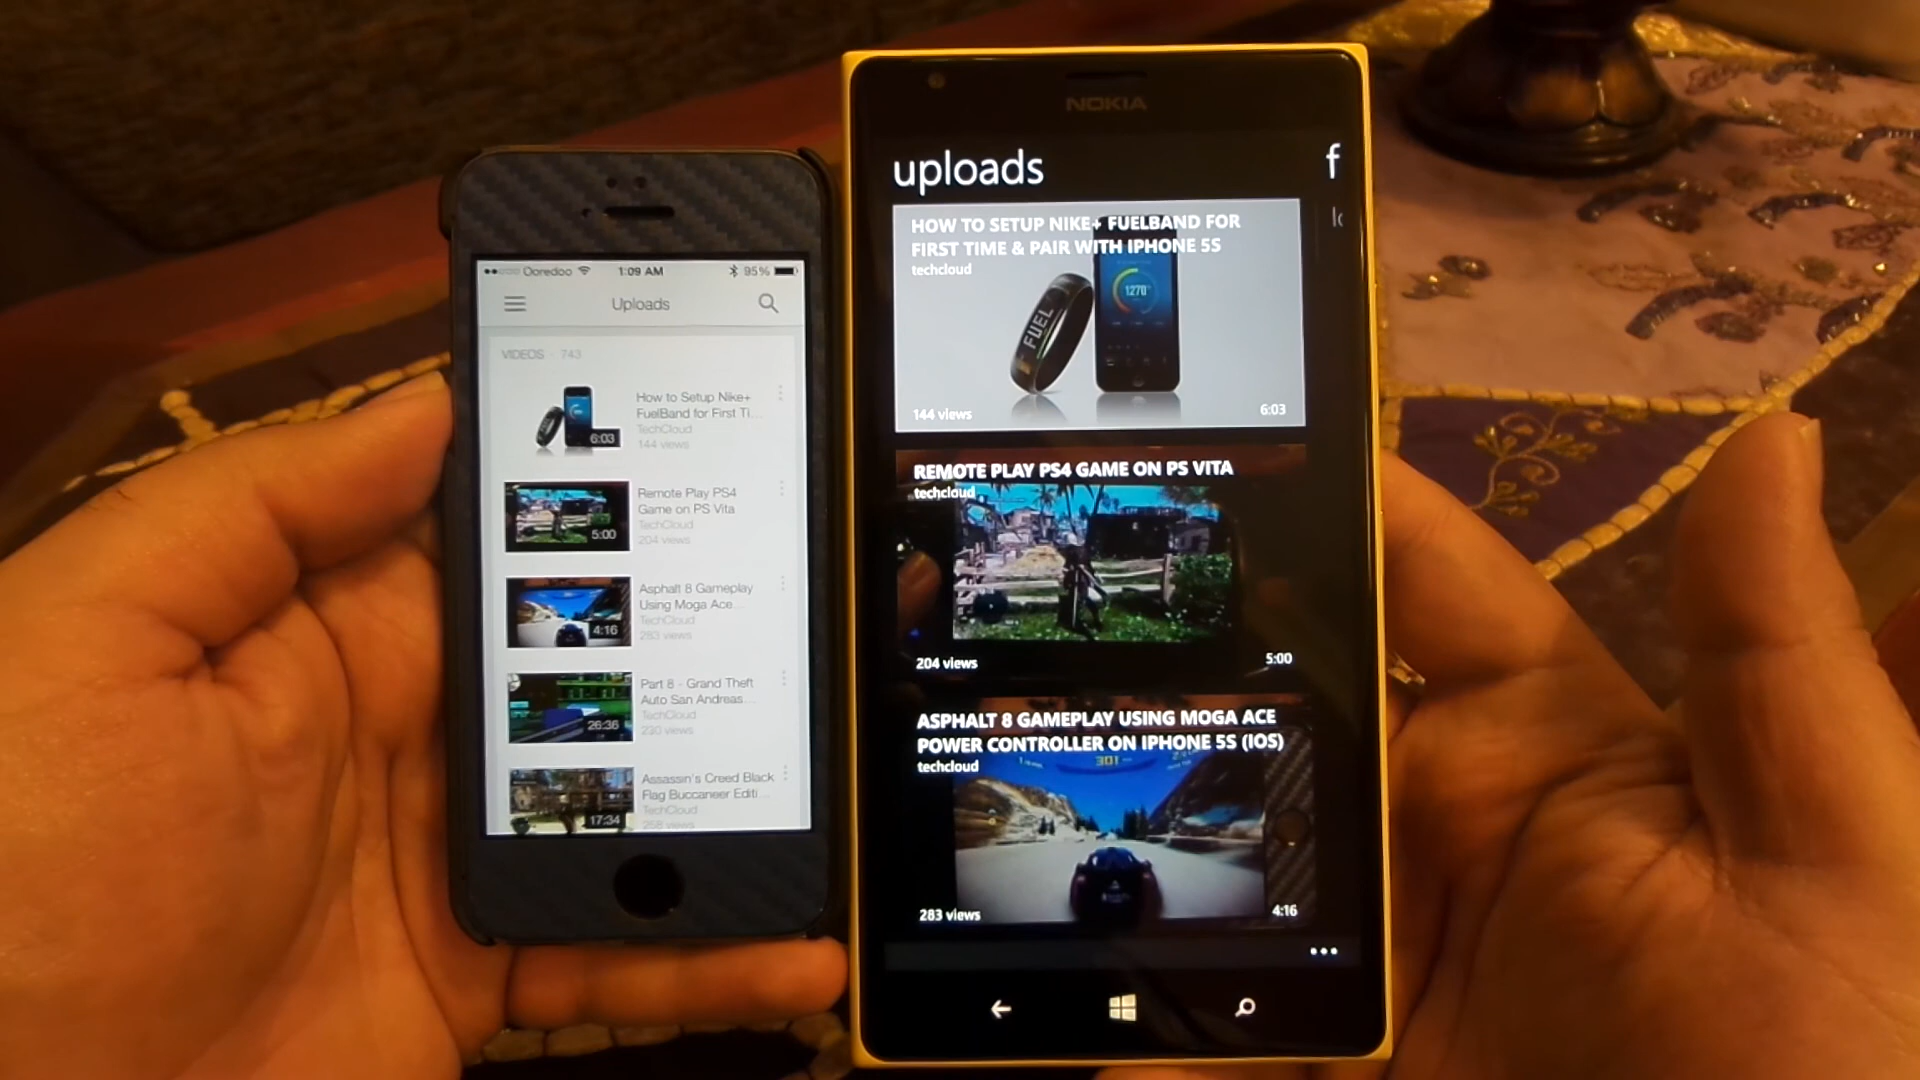 Ooredoo 1:09 AM 95%
Uploads
VIDEOS · 743
How to Setup Nike+
FuelBand for First Ti...
TechCloud
144 views
6:03
Remote Play PS4
Game on PS Vita
TechCloud
204 views
5:00
Asphalt 8 Gameplay
Using Moga Ace...
TechCloud
283 views
4:16
Part 8 - Grand Theft
Auto San Andreas...
TechCloud
230 views
26:36
Assassin's Creed Black
Flag Buccaneer Editi...
TechCloud
258 views
17:34
NOKIA
uploads f
HOW TO SETUP NIKE+ FUELBAND FOR
FIRST TIME & PAIR WITH IPHONE 5S
techcloud
1270
FUEL
144 views 6:03
REMOTE PLAY PS4 GAME ON PS VITA
techcloud
204 views 5:00
ASPHALT 8 GAMEPLAY USING MOGA ACE
POWER CONTROLLER ON IPHONE 5S (IOS)
techcloud
301
283 views 4:16